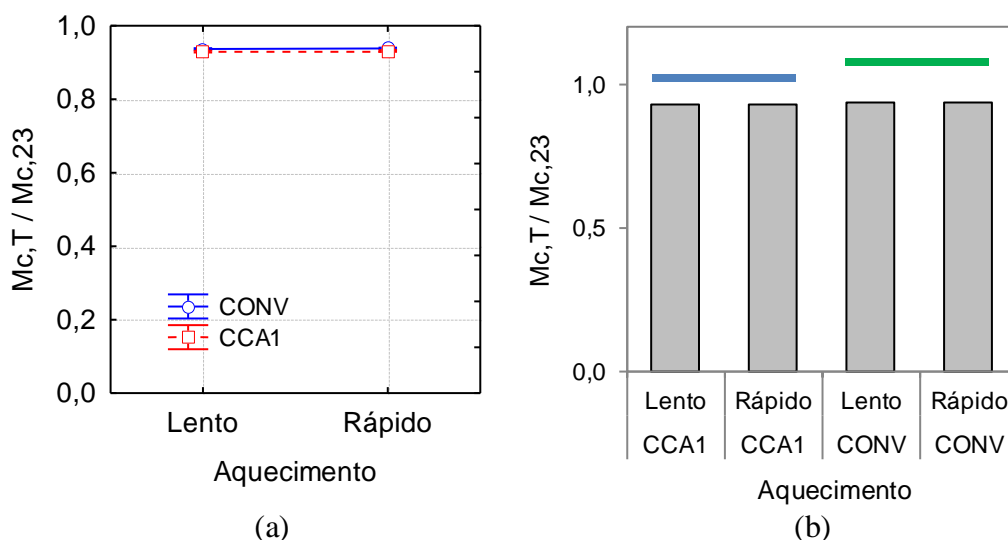 1,0
0,8
0,6
0,4
0,2
0,0
Mc,T / Mc,23
CONV
CCA1
Lento Rápido
Aquecimento
(a)
1,0
0,5
0,0
Mc,T / Mc,23
Lento Rápido Lento Rápido
CCA1 CCA1 CONV CONV
Aquecimento
(b)